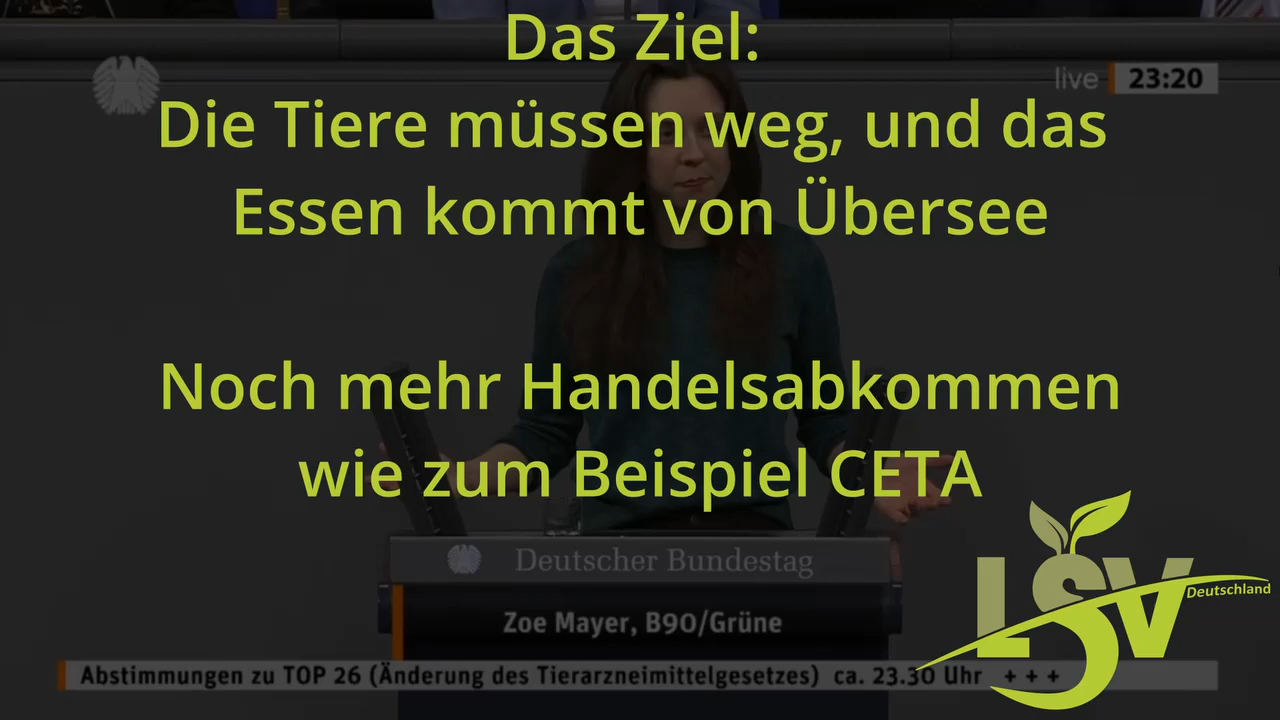 Das Ziel:
live 23:20
Die Tiere müssen weg, und das
Essen kommt von Übersee
Noch mehr Handelsabkommen
wie zum Beispiel CETA
Deutscher Bundestag
LSV Deutschland
Zoe Mayer, B90/Grüne
Abstimmungen zu TOP 26 (Änderung des Tierarzneimittelgesetzes) ca. 23.30 Uhr +++